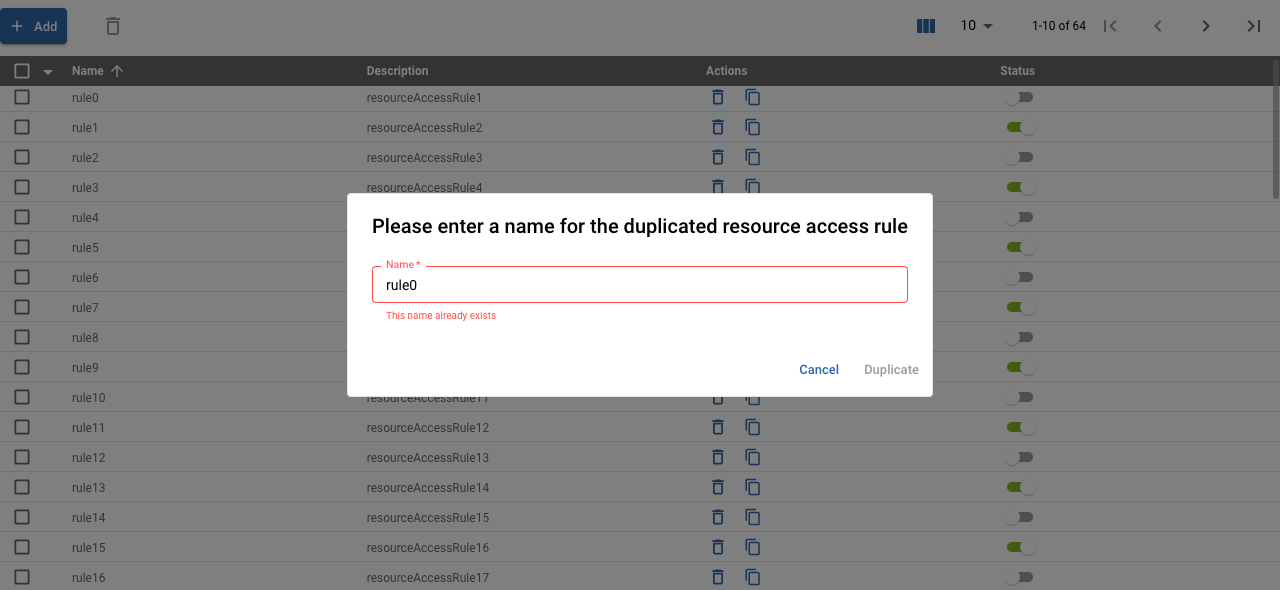 Add
10
1-10 of 64
Name Description Actions Status
rule0 resourceAccessRule1
rule1 resourceAccessRule2
rule2 resourceAccessRule3
rule3 resourceAccessRule4
rule4
Please enter a name for the duplicated resource access rule
rule5
Name *
rule6
rule0
rule7
This name already exists
rule8
rule9
Cancel Duplicate
rule10 resourceAccessRule11
rule11 resourceAccessRule12
rule12 resourceAccessRule13
rule13 resourceAccessRule14
rule14 resourceAccessRule15
rule15 resourceAccessRule16
rule16 resourceAccessRule17